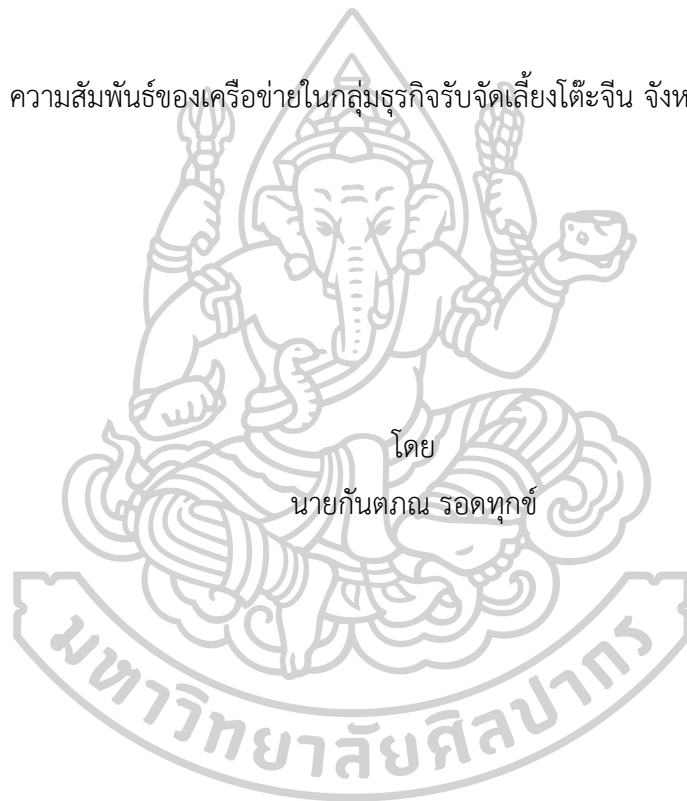 ความสัมพันธ์ของเครือข่ายในกลุ่มธุรกิจรับจัดเลี้ยงโต๊ะจีน
โดย
นายกันตภณ รอดทุกข์
มหาวิทยาลัยศิลปากร